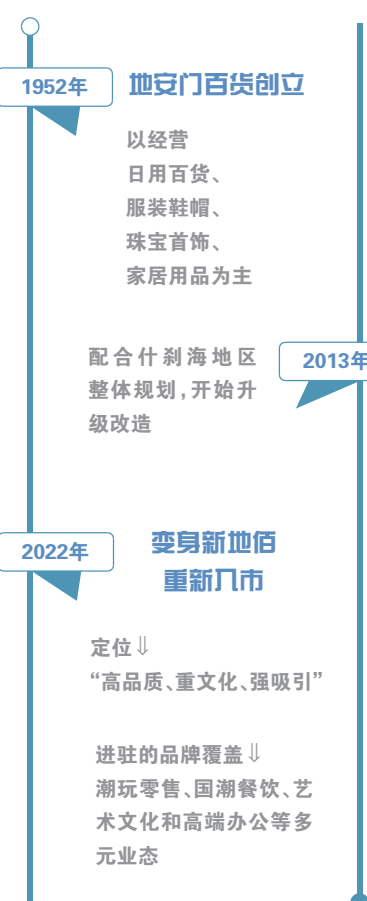 1952年
地安门百货创立
以经营
日用百货、
服装鞋帽、
珠宝首饰、
家居用品为主
2013年
配合什刹海地区
整体规划,开始升
级改造
2022年
变身新地佰
重新入市
定位⇓
“高品质、重文化、强吸引”
进驻的品牌覆盖⇓
潮玩零售、国潮餐饮、艺
术文化和高端办公等多
元业态